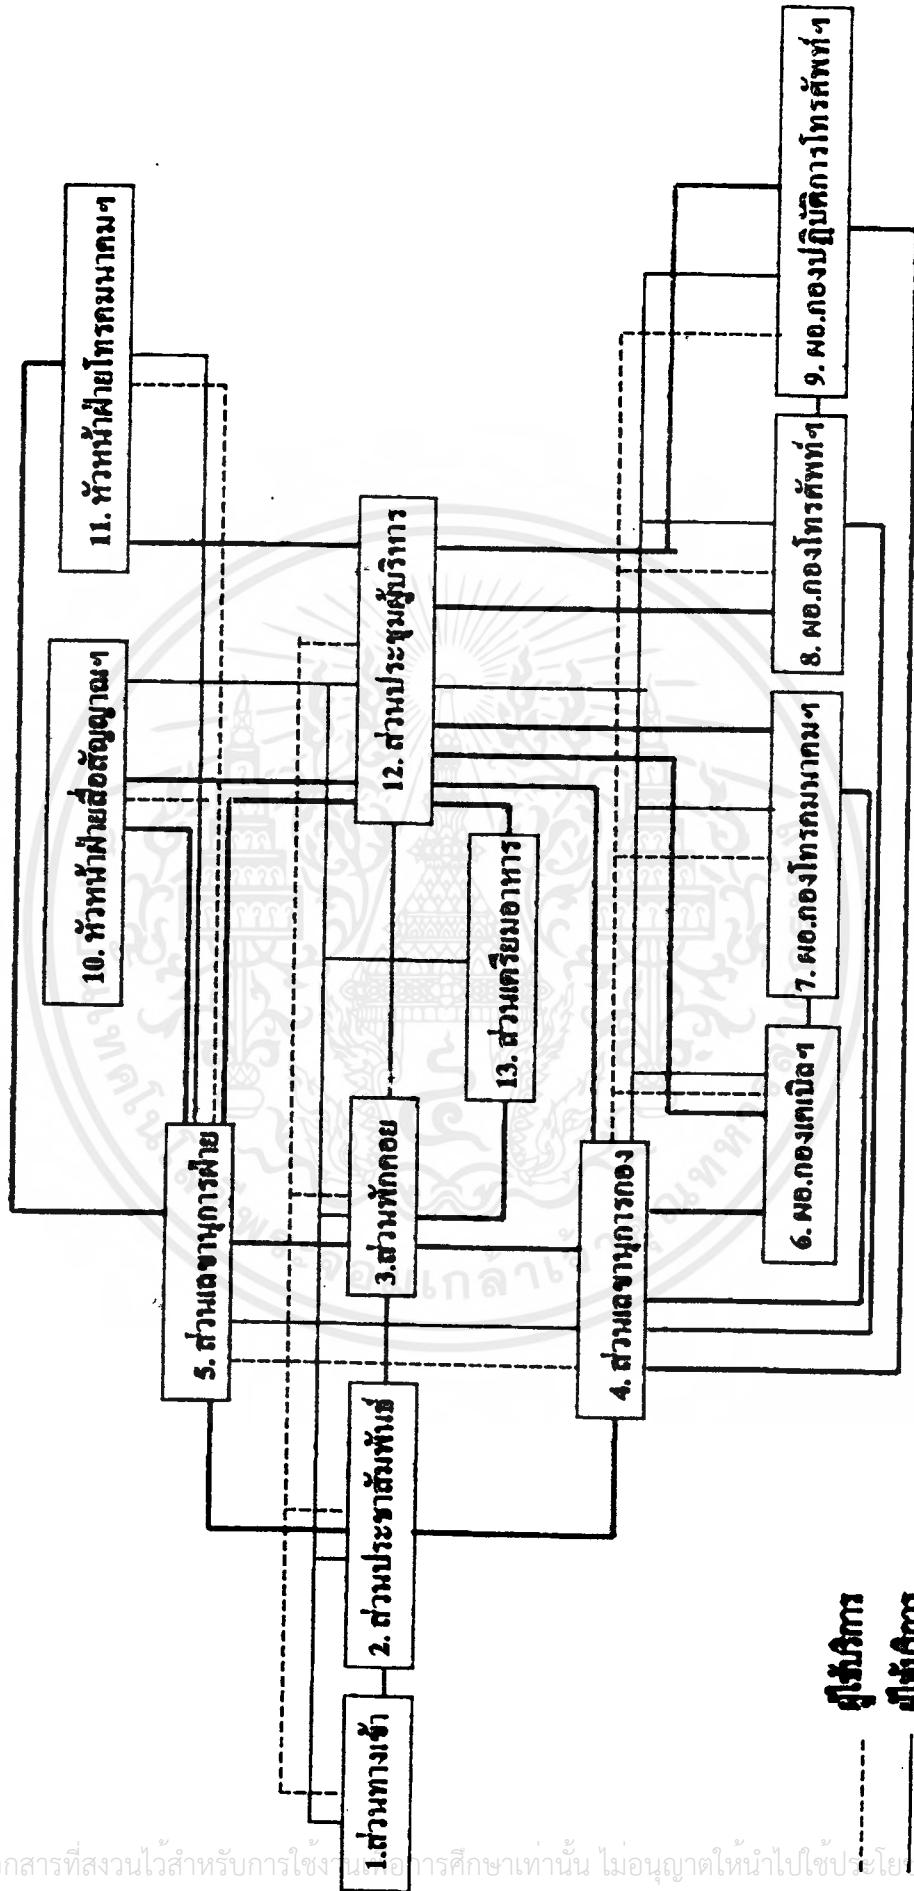 1.ส่วนทางเข้า
2. ส่วนประชาสัมพันธ์
3.ส่วนพักคอย
4. ส่วนเลขานุการกอง
5. ส่วนเลขานุการฝ่าย
6. ผอ.กองเคเบิลฯ
7. ผอ.กองโทรคมนาคมฯ
8. ผอ.กองโทรศัพท์ฯ
9. ผอ.กองปฏิบัติการโทรศัพท์ฯ
10. หัวหน้าฝ่ายสื่อสัญญาณฯ
11. หัวหน้าฝ่ายโทรคมนาคมฯ
12. ส่วนประชุมผู้บริหาร
13. ส่วนเตรียมอาหาร
ผู้ใช้บริการ
ผู้ให้บริการ
กสารที่สงวนไว้สำหรับการใช้งานเพื่อการศึกษาเท่านั้น ไม่อนุญาตให้นำไปใช้ประโย